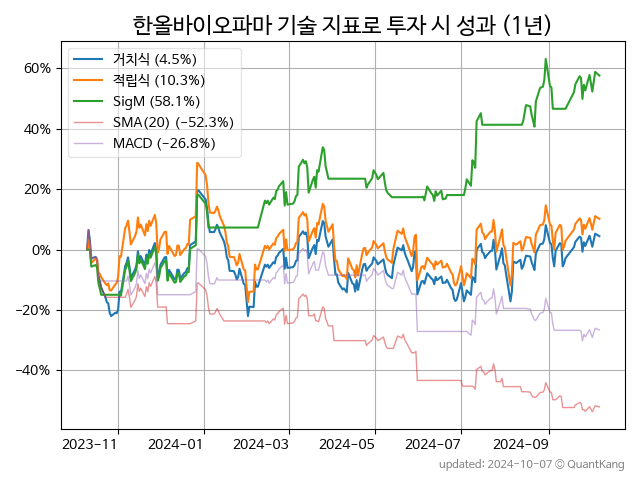 한올바이오파마 기술 지표로 투자 시 성과 (1년)
거치식 (4.5%)
적립식 (10.3%)
SigM (58.1%)
SMA(20) (−52.3%)
MACD (−26.8%)
60%
40%
20%
0%
−20%
−40%
2023-11 2024-01 2024-03 2024-05 2024-07 2024-09
updated: 2024-10-07 © QuantKang